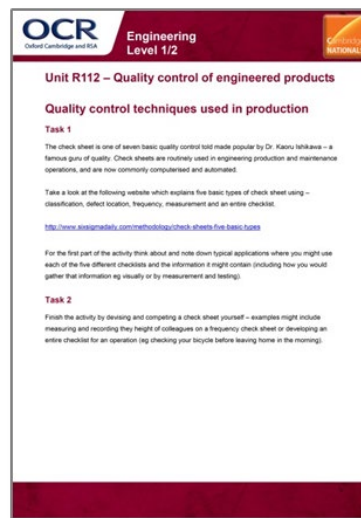 OCR
Oxford Cambridge and RSA
Engineering
Level 1/2
Cambridge
NATIONALS
Unit R112 – Quality control of engineered products
Quality control techniques used in production
Task 1
The check sheet is one of seven basic quality control told made popular by Dr. Kaoru Ishikawa – a
famous guru of quality. Check sheets are routinely used in engineering production and maintenance
operations, and are now commonly computerised and automated.
Take a look at the following website which explains five basic types of check sheet using –
classification, defect location, frequency, measurement and an entire checklist.
http://www.sixsigmadaily.com/methodology/check-sheets-five-basic-types
For the first part of the activity think about and note down typical applications where you might use
each of the five different checklists and the information it might contain (including how you would
gather that information eg visually or by measurement and testing).
Task 2
Finish the activity by devising and competing a check sheet yourself – examples might include
measuring and recording they height of colleagues on a frequency check sheet or developing an
entire checklist for an operation (eg checking your bicycle before leaving home in the morning).